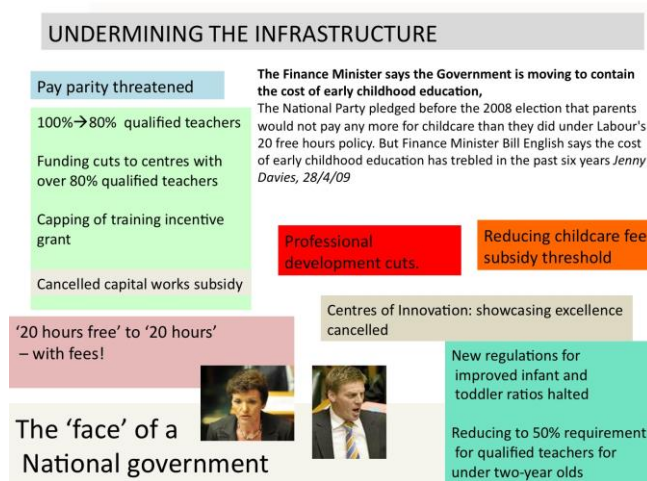 UNDERMINING THE INFRASTRUCTURE
Pay parity threatened
100%→80% qualified teachers
Funding cuts to centres with
over 80% qualified teachers
Capping of training incentive
grant
Cancelled capital works subsidy
The Finance Minister says the Government is moving to contain
the cost of early childhood education,
The National Party pledged before the 2008 election that parents
would not pay any more for childcare than they did under Labour's
20 free hours policy. But Finance Minister Bill English says the cost
of early childhood education has trebled in the past six years Jenny
Davies, 28/4/09
Professional
development cuts.
Reducing childcare fee
subsidy threshold
Centres of Innovation: showcasing excellence
cancelled
'20 hours free' to '20 hours'
– with fees!
New regulations for
improved infant and
toddler ratios halted
Reducing to 50% requirement
for qualified teachers for
under two-year olds
The 'face' of a
National government